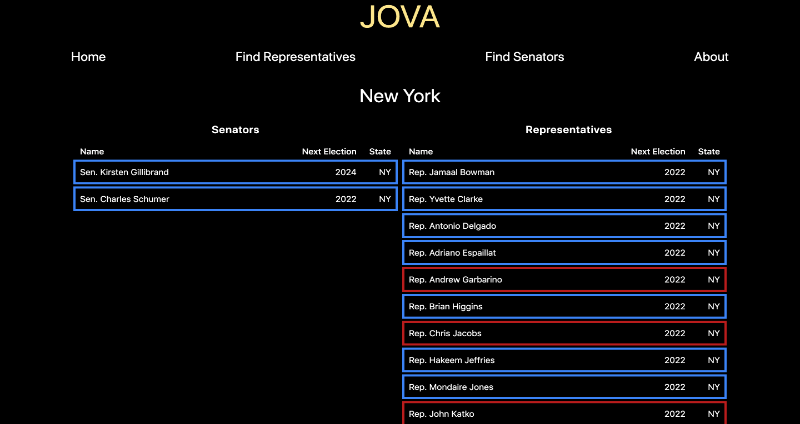 JOVA
Home Find Representatives Find Senators About
New York
Senators
Name Next Election State
Sen. Kirsten Gillibrand 2024 NY
Sen. Charles Schumer 2022 NY
Representatives
Name Next Election State
Rep. Jamaal Bowman 2022 NY
Rep. Yvette Clarke 2022 NY
Rep. Antonio Delgado 2022 NY
Rep. Adriano Espaillat 2022 NY
Rep. Andrew Garbarino 2022 NY
Rep. Brian Higgins 2022 NY
Rep. Chris Jacobs 2022 NY
Rep. Hakeem Jeffries 2022 NY
Rep. Mondaire Jones 2022 NY
Rep. John Katko 2022 NY